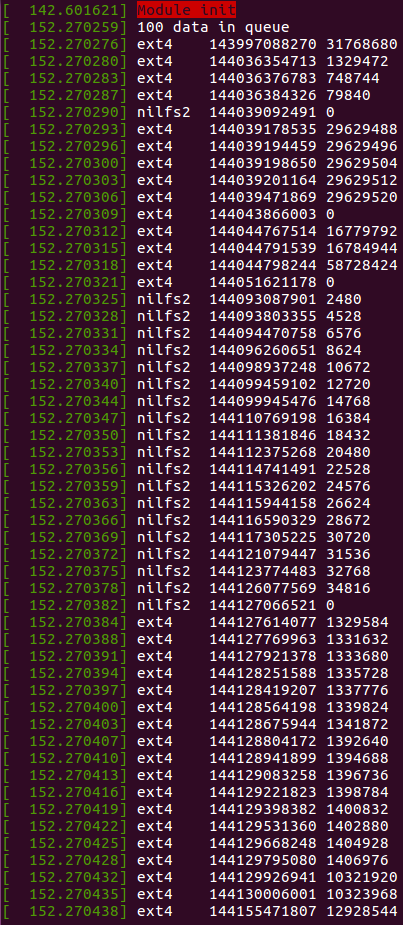 [  142.601621] Module init
[  152.270259] 100 data in queue
[  152.270276] ext4    143997088270 31768680
[  152.270280] ext4    144036354713 1329472
[  152.270283] ext4    144036376783 748744
[  152.270287] ext4    144036384326 79840
[  152.270290] nilfs2  144039092491 0
[  152.270293] ext4    144039178535 29629488
[  152.270296] ext4    144039194459 29629496
[  152.270300] ext4    144039198650 29629504
[  152.270303] ext4    144039201164 29629512
[  152.270306] ext4    144039471869 29629520
[  152.270309] ext4    144043866003 0
[  152.270312] ext4    144044767514 16779792
[  152.270315] ext4    144044791539 16784944
[  152.270318] ext4    144044798244 58728424
[  152.270321] ext4    144051621178 0
[  152.270325] nilfs2  144093087901 2480
[  152.270328] nilfs2  144093803355 4528
[  152.270331] nilfs2  144094470758 6576
[  152.270334] nilfs2  144096260651 8624
[  152.270337] nilfs2  144098937248 10672
[  152.270340] nilfs2  144099459102 12720
[  152.270344] nilfs2  144099945476 14768
[  152.270347] nilfs2  144110769198 16384
[  152.270350] nilfs2  144111381846 18432
[  152.270353] nilfs2  144112375268 20480
[  152.270356] nilfs2  144114741491 22528
[  152.270359] nilfs2  144115326202 24576
[  152.270363] nilfs2  144115944158 26624
[  152.270366] nilfs2  144116590329 28672
[  152.270369] nilfs2  144117305225 30720
[  152.270372] nilfs2  144121079447 31536
[  152.270375] nilfs2  144123774483 32768
[  152.270378] nilfs2  144126077569 34816
[  152.270382] nilfs2  144127066521 0
[  152.270384] ext4    144127614077 1329584
[  152.270388] ext4    144127769963 1331632
[  152.270391] ext4    144127921378 1333680
[  152.270394] ext4    144128251588 1335728
[  152.270397] ext4    144128419207 1337776
[  152.270400] ext4    144128564198 1339824
[  152.270403] ext4    144128675944 1341872
[  152.270407] ext4    144128804172 1392640
[  152.270410] ext4    144128941899 1394688
[  152.270413] ext4    144129083258 1396736
[  152.270416] ext4    144129221823 1398784
[  152.270419] ext4    144129398382 1400832
[  152.270422] ext4    144129531360 1402880
[  152.270425] ext4    144129668248 1404928
[  152.270428] ext4    144129795080 1406976
[  152.270432] ext4    144129926941 10321920
[  152.270435] ext4    144130006001 10323968
[  152.270438] ext4    144155471807 12928544